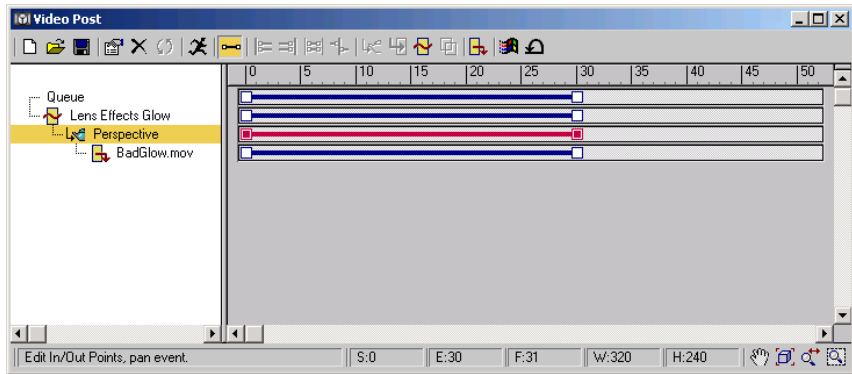 Video Post
0 5 10 15 20 25 30 35 40 45 50
Queue
Lens Effects Glow
Perspective
BadGlow.mov
Edit In/Out Points, pan event. S:0 E:30 F:31 W:320 H:240